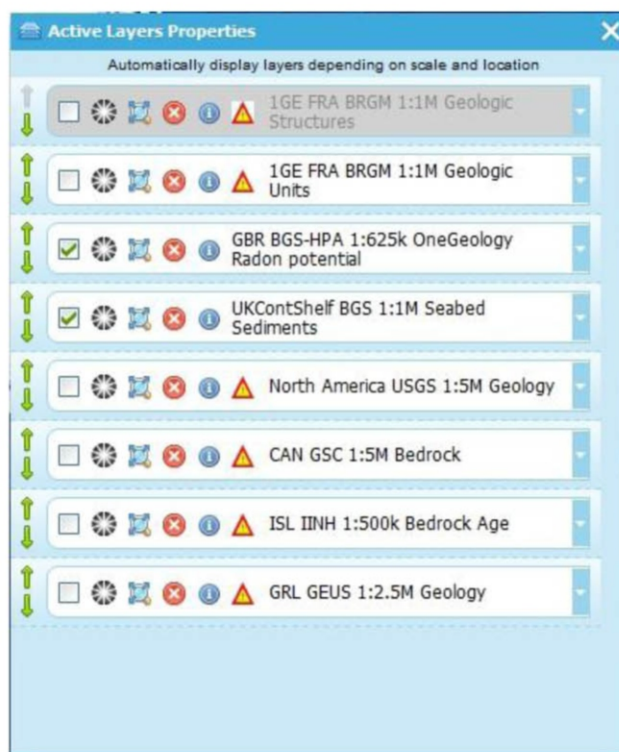 Active Layers Properties
Automatically display layers depending on scale and location
1GE FRA BRGM 1:1M Geologic
Structures
1GE FRA BRGM 1:1M Geologic
Units
GBR BGS-HPA 1:625k OneGeology
Radon potential
UKContShelf BGS 1:1M Seabed
Sediments
North America USGS 1:5M Geology
CAN GSC 1:5M Bedrock
ISL IINH 1:500k Bedrock Age
GRL GEUS 1:2.5M Geology